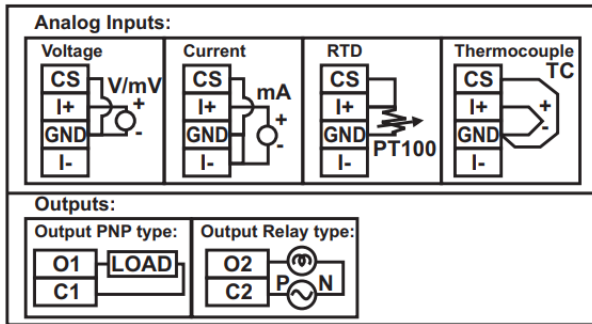 Analog Inputs:
Voltage
CS
I+
GND
I-
V/mV
+
-
Current
CS
I+
GND
I-
mA
+
-
RTD
CS
I+
GND
I-
PT100
Thermocouple
TC
CS
I+
GND
I-
+
-
Outputs:
Output PNP type:
O1
LOAD
C1
Output Relay type:
O2
C2
P
N